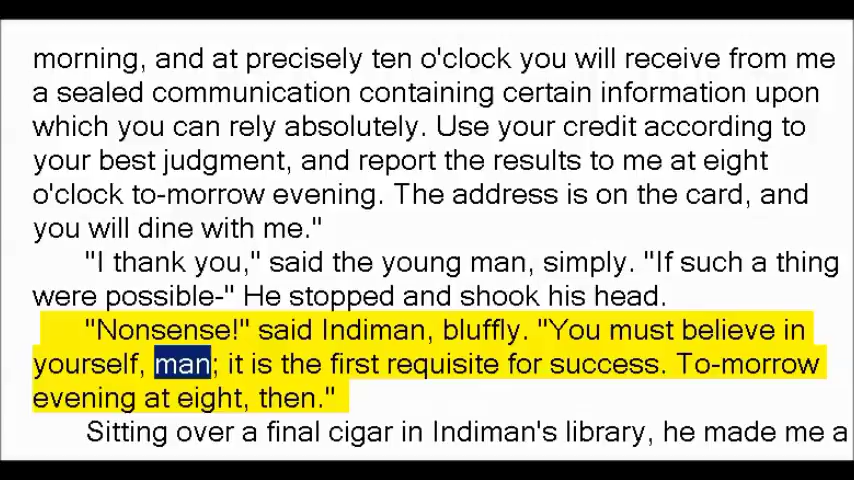 morning, and at precisely ten o'clock you will receive from me
a sealed communication containing certain information upon
which you can rely absolutely. Use your credit according to
your best judgment, and report the results to me at eight
o'clock to-morrow evening. The address is on the card, and
you will dine with me."
"I thank you," said the young man, simply. "If such a thing
were possible-" He stopped and shook his head.
"Nonsense!" said Indiman, bluffly. "You must believe in
yourself, man; it is the first requisite for success. To-morrow
evening at eight, then."
Sitting over a final cigar in Indiman's library, he made me a